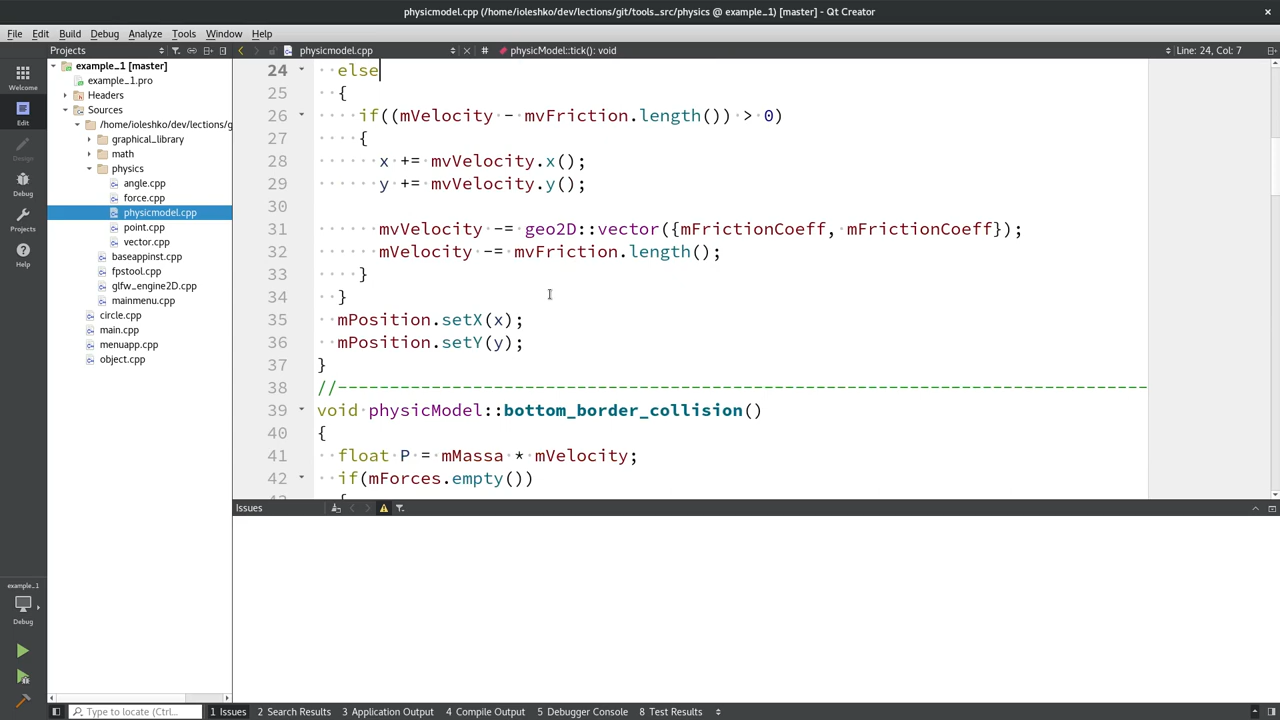 physicmodel.cpp (/home/ioleshko/dev/lections/git/tools_src/physics @ example_1) [master] - Qt Creator
File Edit Build Debug Analyze Tools Window Help
Projects
physicmodel.cpp
# physicModel::tick(): void
Line: 24, Col: 7
Welcome
Edit
Design
Debug
Projects
Help
example_1 [master]
example_1.pro
Headers
Sources
/home/ioleshko/dev/lections/g
graphical_library
math
physics
angle.cpp
force.cpp
physicmodel.cpp
point.cpp
vector.cpp
baseappinst.cpp
fpstool.cpp
glfw_engine2D.cpp
mainmenu.cpp
circle.cpp
main.cpp
menuapp.cpp
object.cpp
24 else
25 {
26 if((mVelocity - mvFriction.length()) > 0)
27 {
28 x += mvVelocity.x();
29 y += mvVelocity.y();
30
31 mvVelocity -= geo2D::vector({mFrictionCoeff, mFrictionCoeff});
32 mVelocity -= mvFriction.length();
33 }
34 }
35 mPosition.setX(x);
36 mPosition.setY(y);
37 }
38 //------------------------------------------------------------------------------
39 void physicModel::bottom_border_collision()
40 {
41 float P = mMassa * mVelocity;
42 if(mForces.empty())
Issues
example_1
Debug
Type to locate (Ctrl...
1 Issues 2 Search Results 3 Application Output 4 Compile Output 5 Debugger Console 8 Test Results